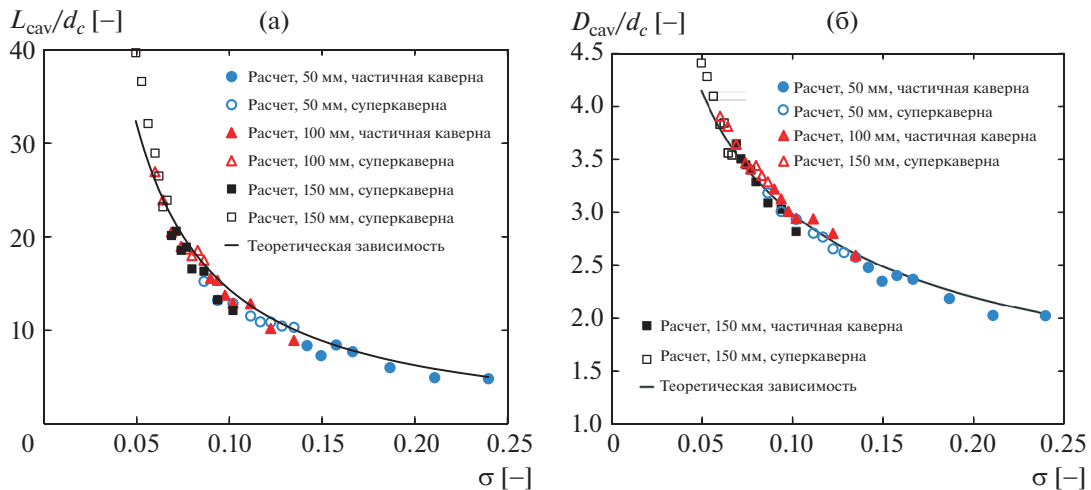 L_cav/d_c [–]
(а)
40
30
20
10
0
0.05
0.10
0.15
0.20
0.25
σ [–]
Расчет, 50 мм, частичная каверна
Расчет, 50 мм, суперкаверна
Расчет, 100 мм, частичная каверна
Расчет, 100 мм, суперкаверна
Расчет, 150 мм, суперкаверна
Расчет, 150 мм, суперкаверна
Теоретическая зависимость
D_cav/d_c [–]
(б)
4.5
4.0
3.5
3.0
2.5
2.0
1.5
1.0
0
0.05
0.10
0.15
0.20
0.25
σ [–]
Расчет, 50 мм, частичная каверна
Расчет, 50 мм, суперкаверна
Расчет, 100 мм, частичная каверна
Расчет, 150 мм, суперкаверна
Расчет, 150 мм, частичная каверна
Расчет, 150 мм, суперкаверна
Теоретическая зависимость